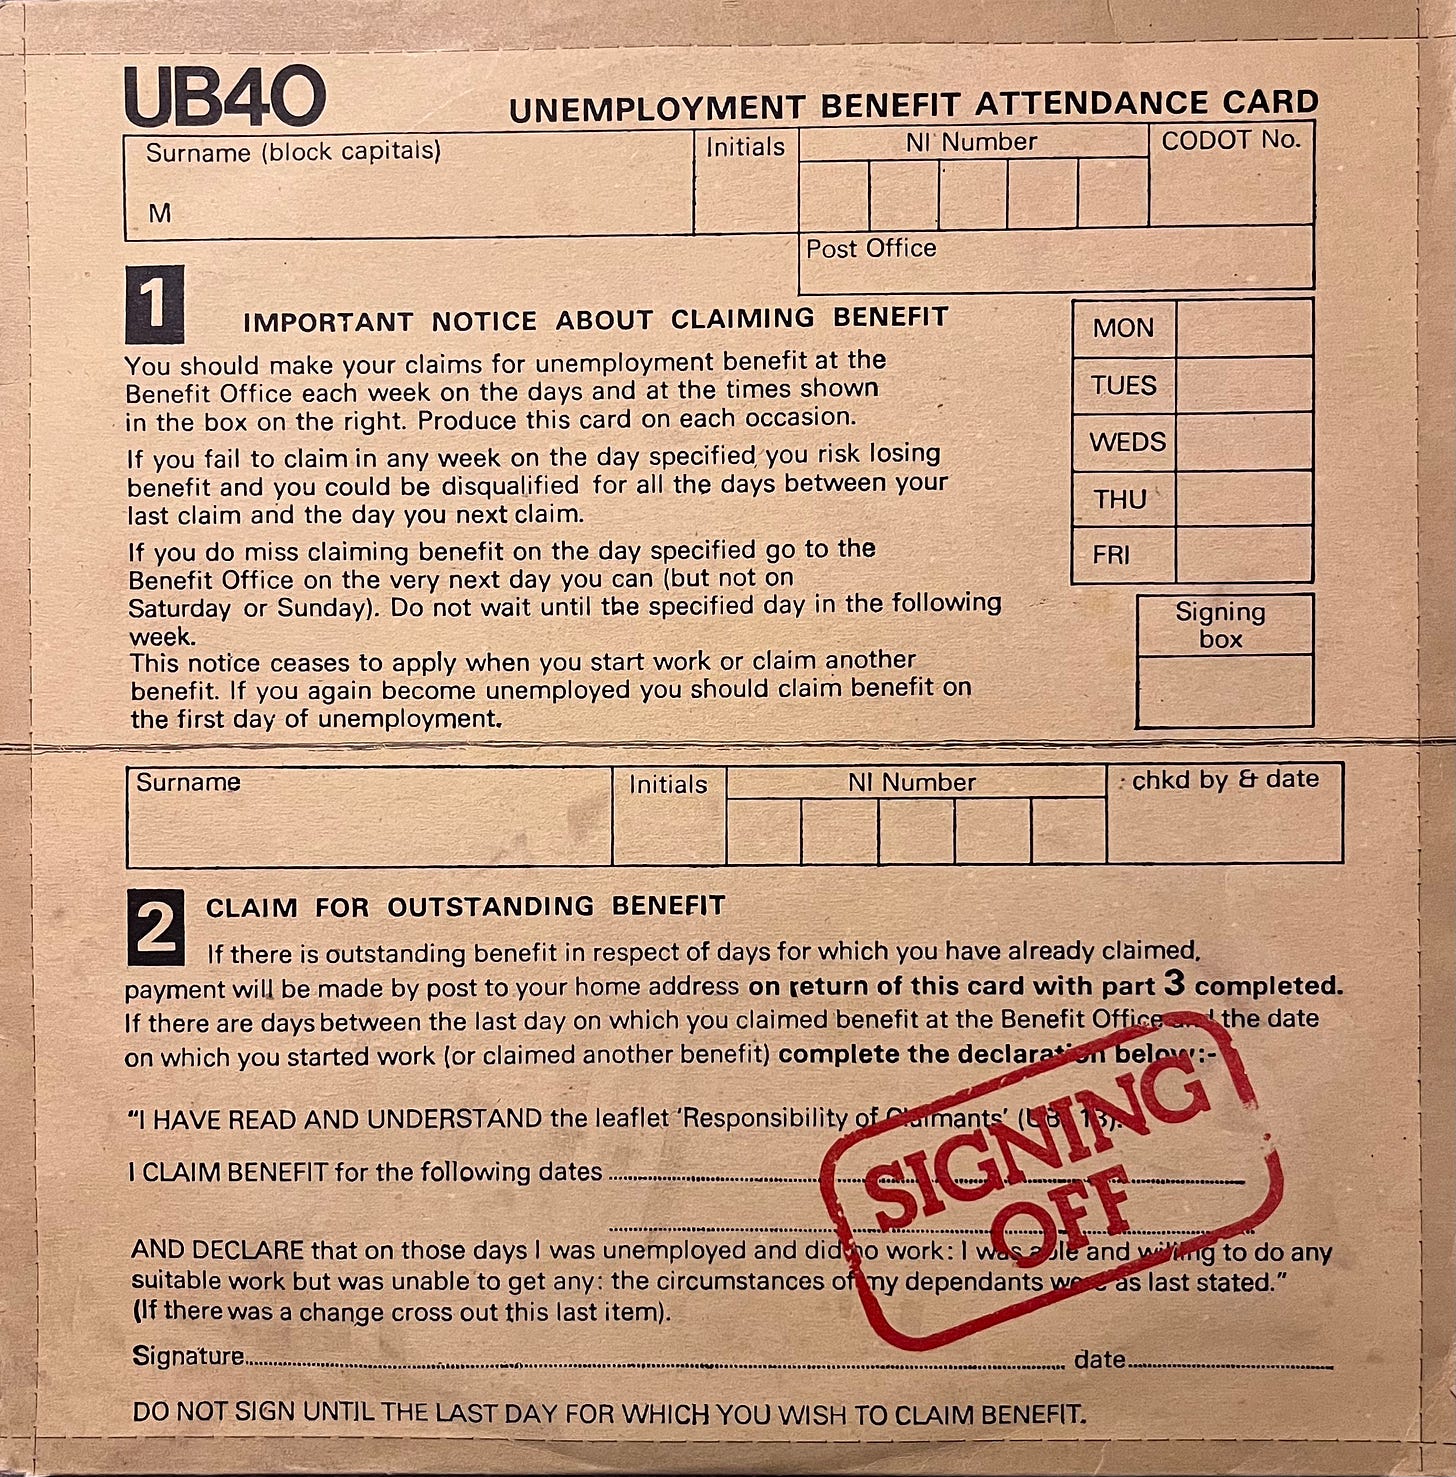 UB40
UNEMPLOYMENT BENEFIT ATTENDANCE CARD
Surname (block capitals)
Initials
NI Number
CODOT No.
M
Post Office
1
IMPORTANT NOTICE ABOUT CLAIMING BENEFIT
You should make your claims for unemployment benefit at the
Benefit Office each week on the days and at the times shown
in the box on the right. Produce this card on each occasion.
If you fail to claim in any week on the day specified you risk losing
benefit and you could be disqualified for all the days between your
last claim and the day you next claim.
If you do miss claiming benefit on the day specified go to the
Benefit Office on the very next day you can (but not on
Saturday or Sunday). Do not wait until the specified day in the following
week.
This notice ceases to apply when you start work or claim another
benefit. If you again become unemployed you should claim benefit on
the first day of unemployment.
MON
TUES
WEDS
THU
FRI
Signing
box
Surname
Initials
NI Number
chkd by & date
2
CLAIM FOR OUTSTANDING BENEFIT
If there is outstanding benefit in respect of days for which you have already claimed,
payment will be made by post to your home address on return of this card with part 3 completed.
If there are days between the last day on which you claimed benefit at the Benefit Office and the date
on which you started work (or claimed another benefit) complete the declaration below:-
“I HAVE READ AND UNDERSTAND the leaflet ‘Responsibility of Claimants’ (UBL 18).
I CLAIM BENEFIT for the following dates
AND DECLARE that on those days I was unemployed and did no work: I was able and willing to do any
suitable work but was unable to get any: the circumstances of my dependants were as last stated.”
(If there was a change cross out this last item).
Signature
date
DO NOT SIGN UNTIL THE LAST DAY FOR WHICH YOU WISH TO CLAIM BENEFIT.
SIGNING
OFF